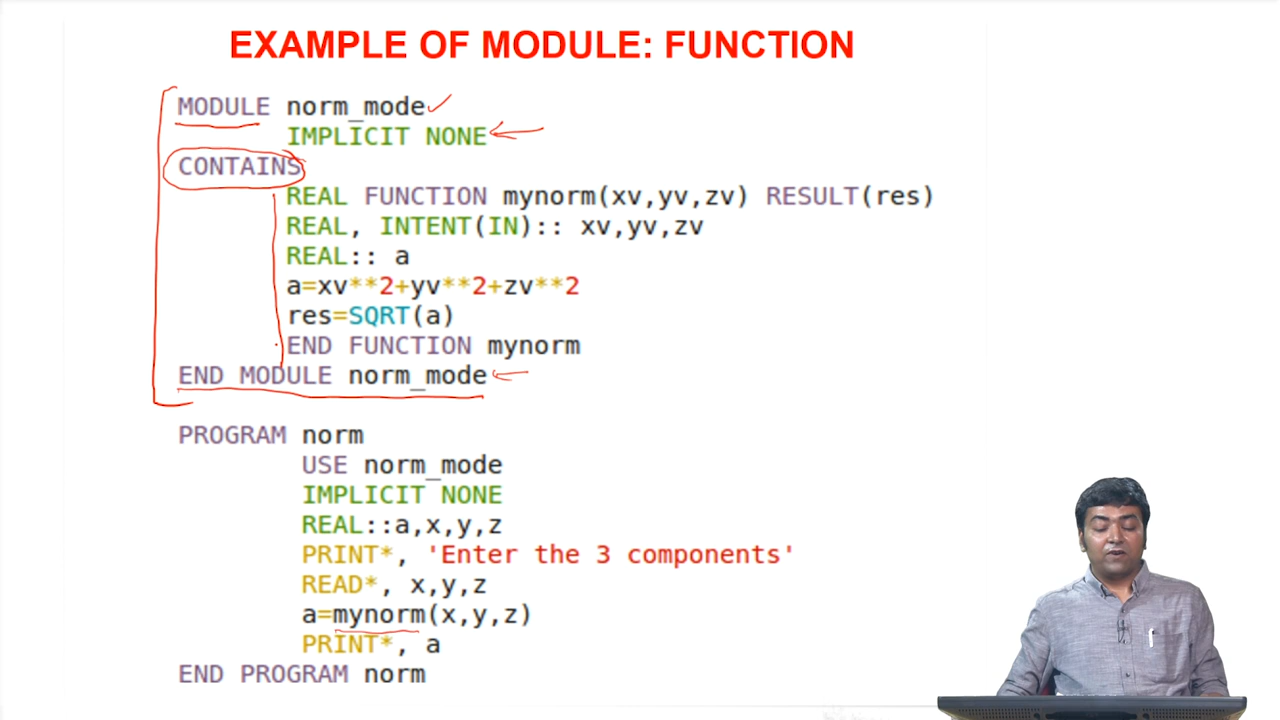 EXAMPLE OF MODULE: FUNCTION
MODULE norm_mode
IMPLICIT NONE
CONTAINS
REAL FUNCTION mynorm(xv,yv,zv) RESULT(res)
REAL, INTENT(IN):: xv,yv,zv
REAL:: a
a=xv**2+yv**2+zv**2
res=SQRT(a)
END FUNCTION mynorm
END MODULE norm_mode
PROGRAM norm
USE norm_mode
IMPLICIT NONE
REAL::a,x,y,z
PRINT*, 'Enter the 3 components'
READ*, x,y,z
a=mynorm(x,y,z)
PRINT*, a
END PROGRAM norm